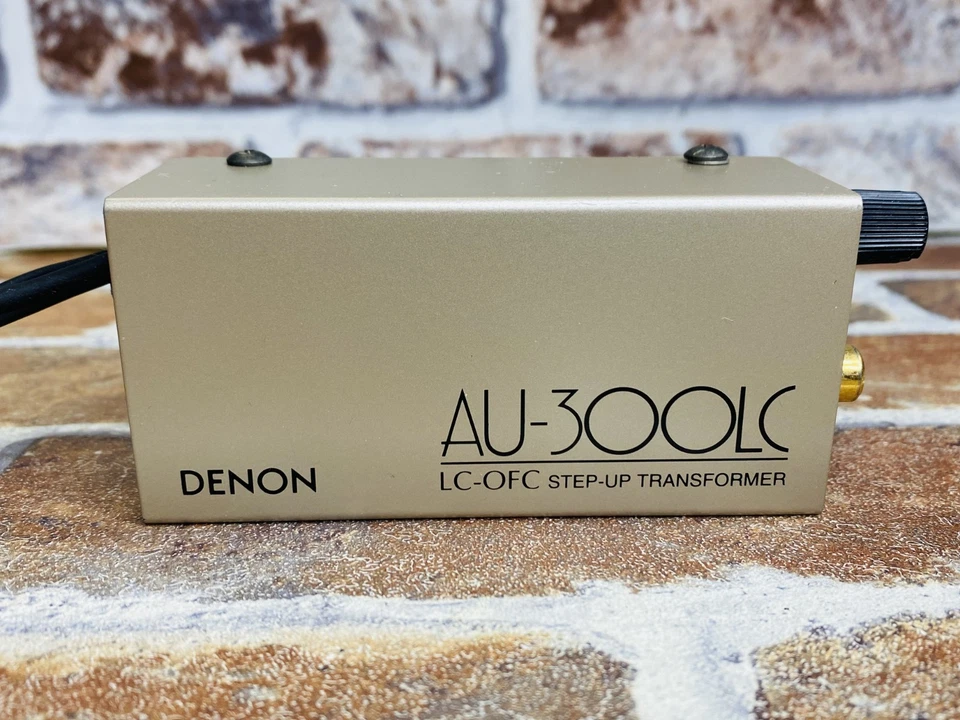 AU-300LC
DENON
LC-OFC STEP-UP TRANSFORMER